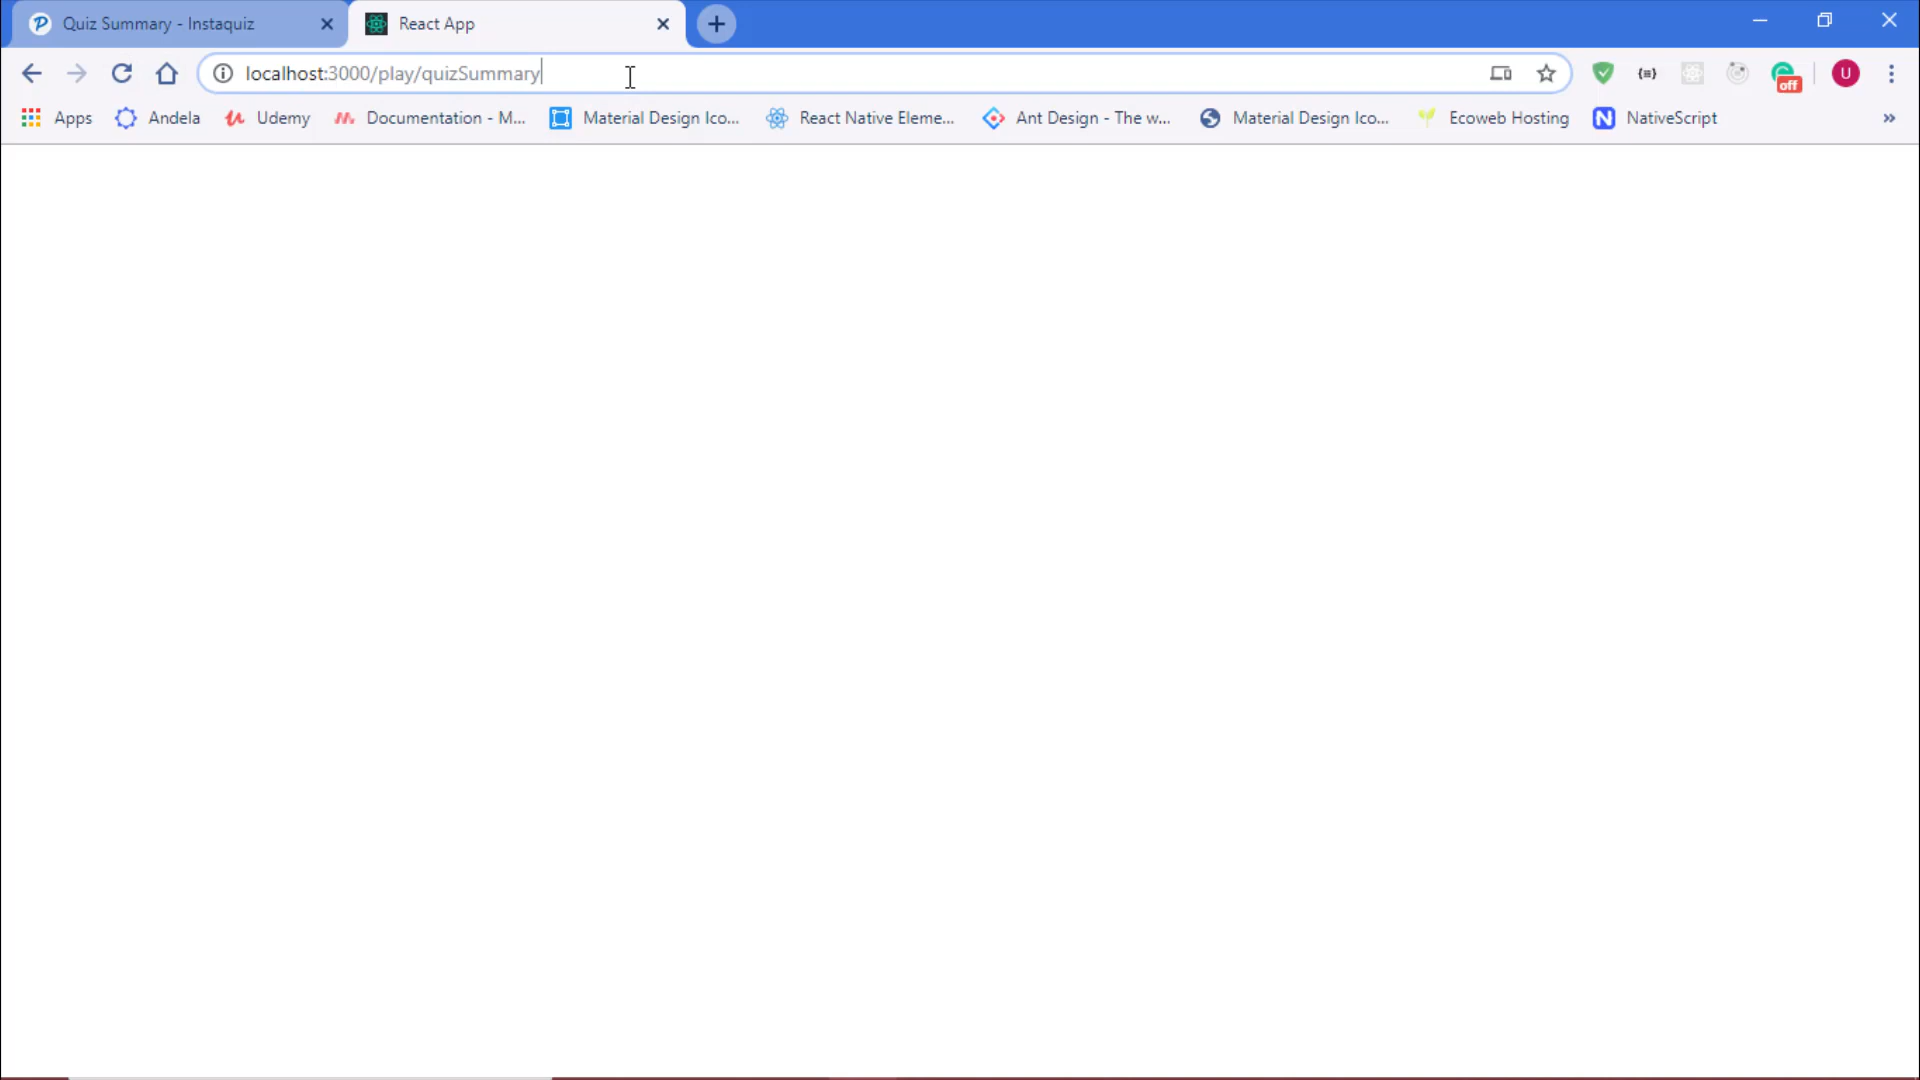 Quiz Summary - Instaquiz
React App
localhost:3000/play/quizSummary
off
U
Apps
Andela
Udemy
Documentation - M...
Material Design Ico...
React Native Eleme...
Ant Design - The w...
Material Design Ico...
Ecoweb Hosting
NativeScript